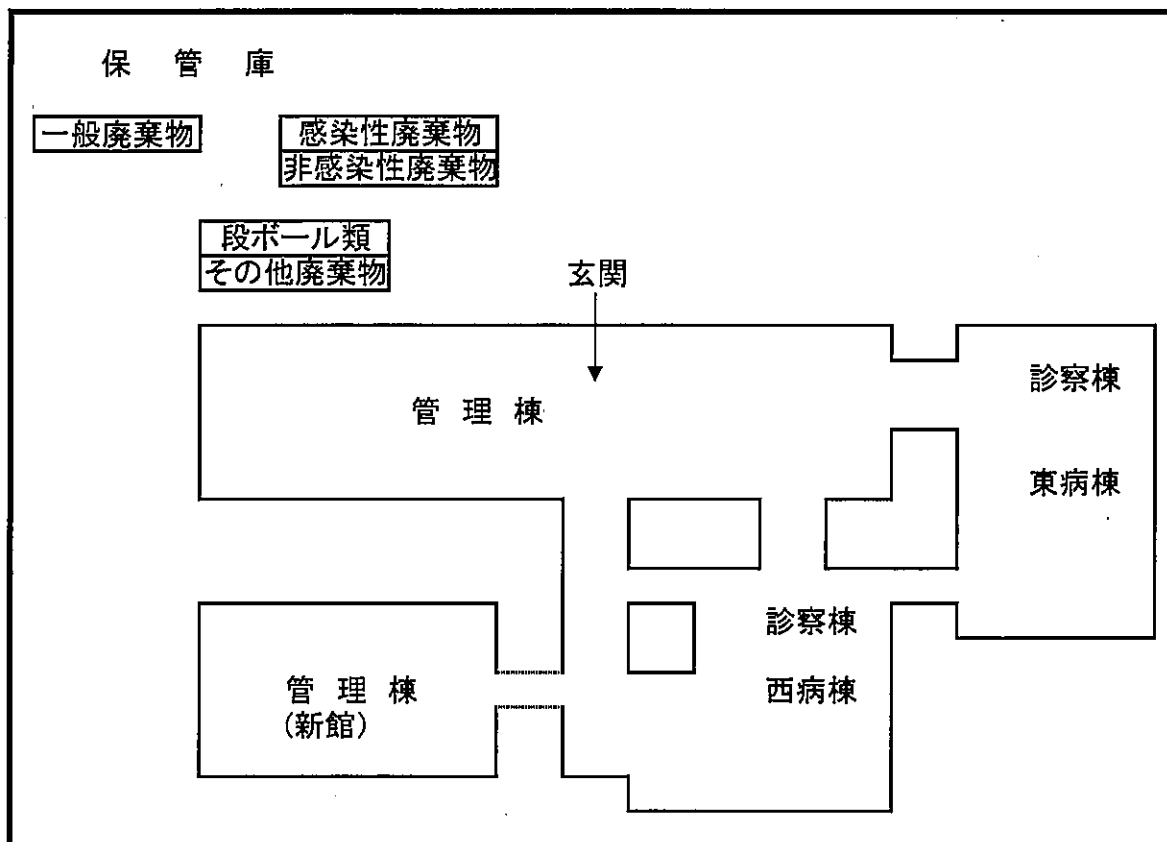 保管庫
一般廃棄物
感染性廃棄物
非感染性廃棄物
段ボール類
その他廃棄物
玄関
管理棟
診察棟
東病棟
診察棟
西病棟
管理棟
(新館)